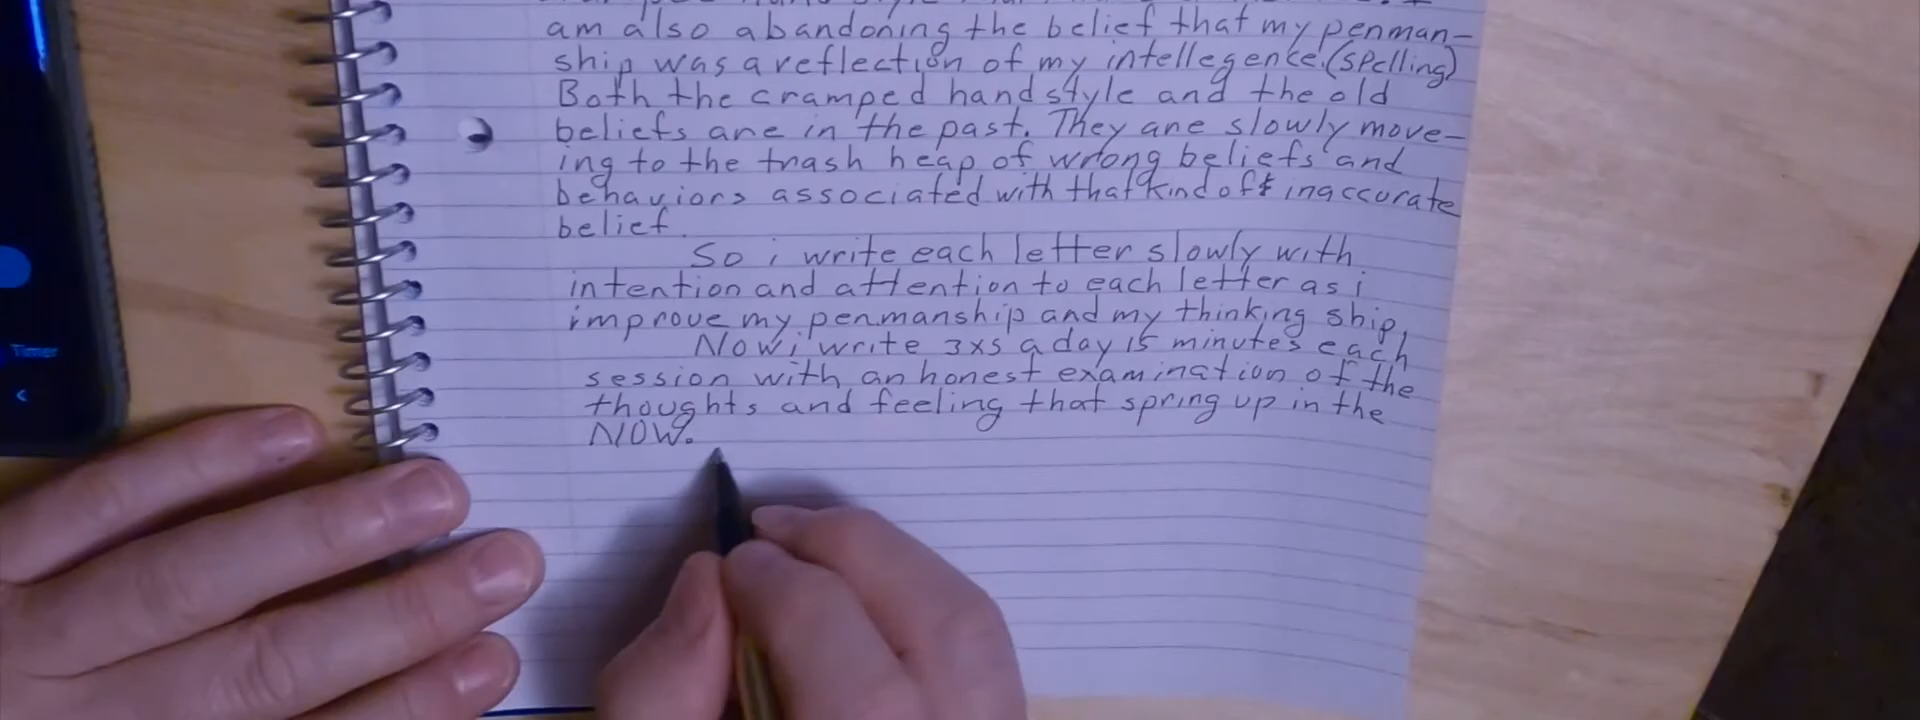 am also abandoning the belief that my penman-
ship was a reflection of my intellegence. (spelling)
Both the cramped hand style and the old
beliefs are in the past. They are slowly move-
ing to the trash heap of wrong beliefs and
behaviors associated with that kind of inaccurate
belief.
So i write each letter slowly with
intention and attention to each letter as i
improve my penmanship and my thinking ship.
Now i write 3xs a day 15 minutes each
session with an honest examination of the
thoughts and feeling that spring up in the
NOW.
Timer